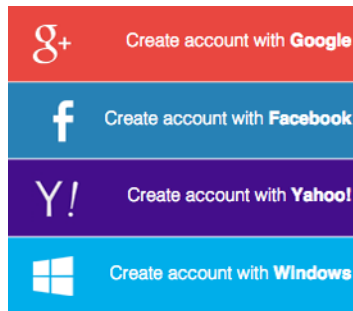 g+ Create account with Google
f Create account with Facebook
Y! Create account with Yahoo!
Create account with Windows